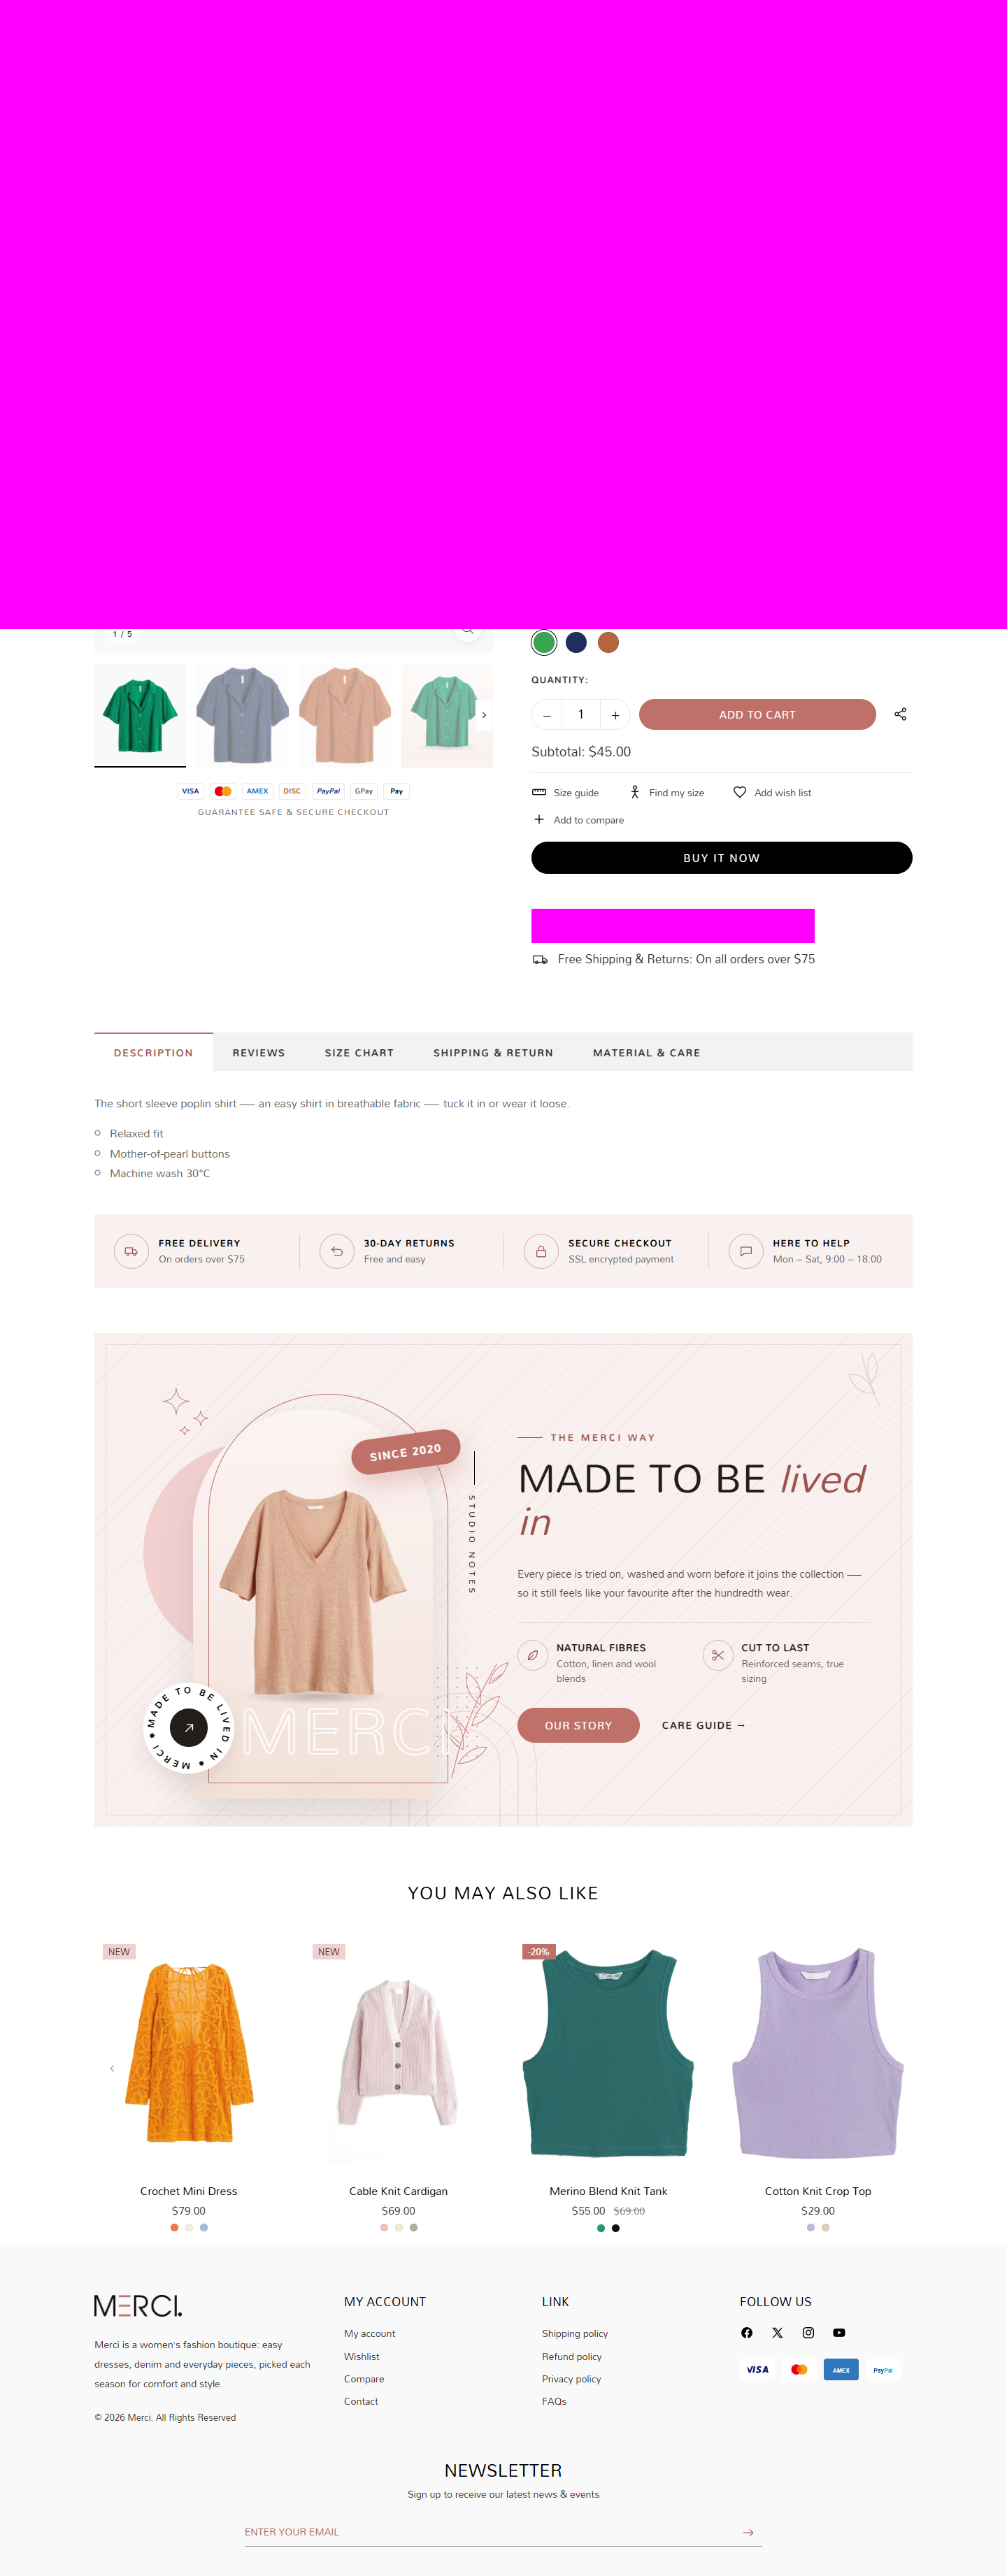 1 / 5
QUANTITY:
– 1 +
ADD TO CART
Subtotal: $45.00
VISA
AMEX
DISC
PayPal
GPay
Pay
GUARANTEE SAFE & SECURE CHECKOUT
Size guide
Find my size
Add wish list
Add to compare
BUY IT NOW
Free Shipping & Returns: On all orders over $75
DESCRIPTION
REVIEWS
SIZE CHART
SHIPPING & RETURN
MATERIAL & CARE
The short sleeve poplin shirt — an easy shirt in breathable fabric — tuck it in or wear it loose.
Relaxed fit
Mother-of-pearl buttons
Machine wash 30°C
FREE DELIVERY
On orders over $75
30-DAY RETURNS
Free and easy
SECURE CHECKOUT
SSL encrypted payment
HERE TO HELP
Mon – Sat, 9:00 – 18:00
SINCE 2020
STUDIO NOTES
MERCI
MADE TO BE LIVED IN * MERCI *
THE MERCI WAY
MADE TO BE lived
in
Every piece is tried on, washed and worn before it joins the collection —
so it still feels like your favourite after the hundredth wear.
NATURAL FIBRES
Cotton, linen and wool
blends
CUT TO LAST
Reinforced seams, true
sizing
OUR STORY
CARE GUIDE →
YOU MAY ALSO LIKE
NEW
NEW
-20%
Crochet Mini Dress
$79.00
Cable Knit Cardigan
$69.00
Merino Blend Knit Tank
$55.00 $69.00
Cotton Knit Crop Top
$29.00
MERCI.
Merci is a women's fashion boutique: easy
dresses, denim and everyday pieces, picked each
season for comfort and style.
© 2026 Merci. All Rights Reserved
MY ACCOUNT
My account
Wishlist
Compare
Contact
LINK
Shipping policy
Refund policy
Privacy policy
FAQs
FOLLOW US
VISA
AMEX
PayPal
NEWSLETTER
Sign up to receive our latest news & events
ENTER YOUR EMAIL